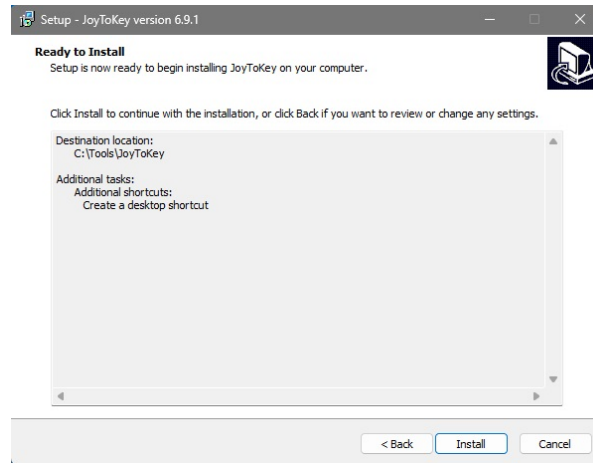 Setup - JoyToKey version 6.9.1
Ready to Install
Setup is now ready to begin installing JoyToKey on your computer.
Click Install to continue with the installation, or click Back if you want to review or change any settings.
Destination location:
C:\Tools\JoyToKey
Additional tasks:
Additional shortcuts:
Create a desktop shortcut
< Back
Install
Cancel